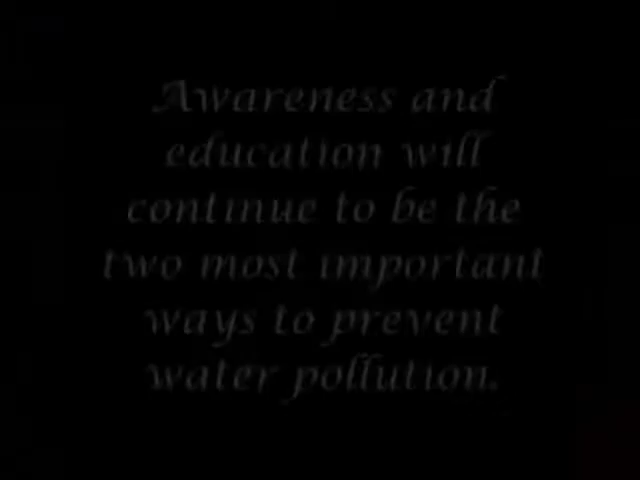 Awareness and
education will
continue to be the
two most important
ways to prevent
water pollution.